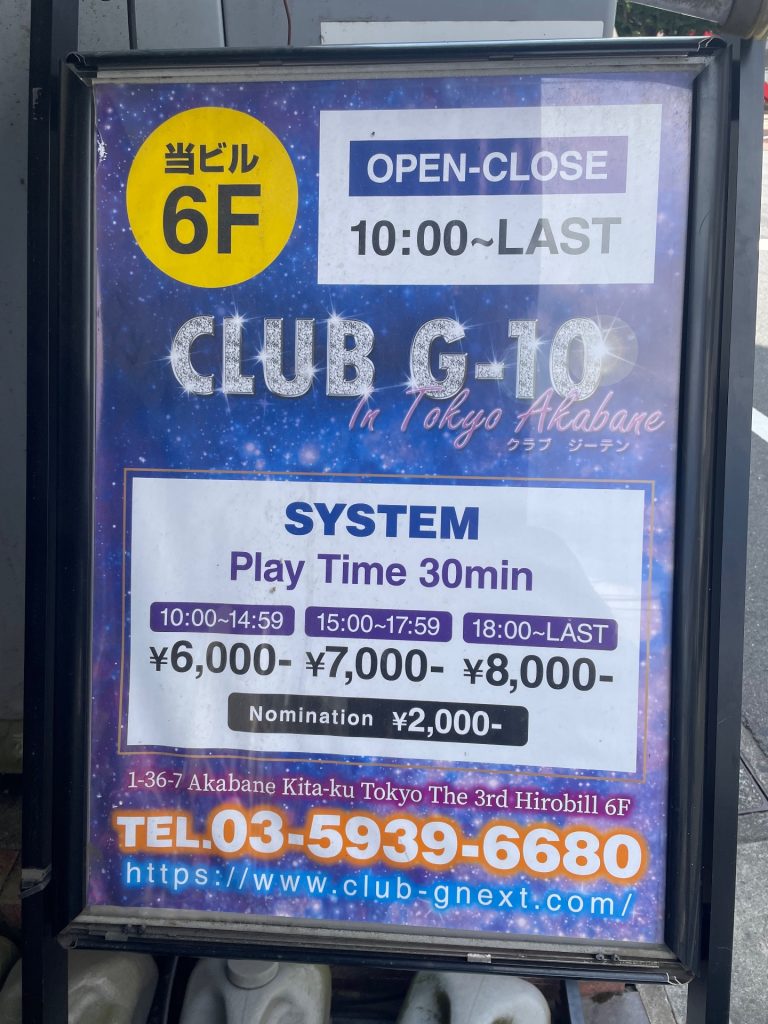 当ビル
6F
OPEN-CLOSE
10:00~LAST
CLUB G-10
In Tokyo Akabane
クラブ ジーテン
SYSTEM
Play Time 30min
10:00~14:59 15:00~17:59 18:00~LAST
¥6,000- ¥7,000- ¥8,000-
Nomination ¥2,000-
1-36-7 Akabane Kita-ku Tokyo The 3rd Hirobill 6F
TEL.03-5939-6680
https://www.club-gnext.com/